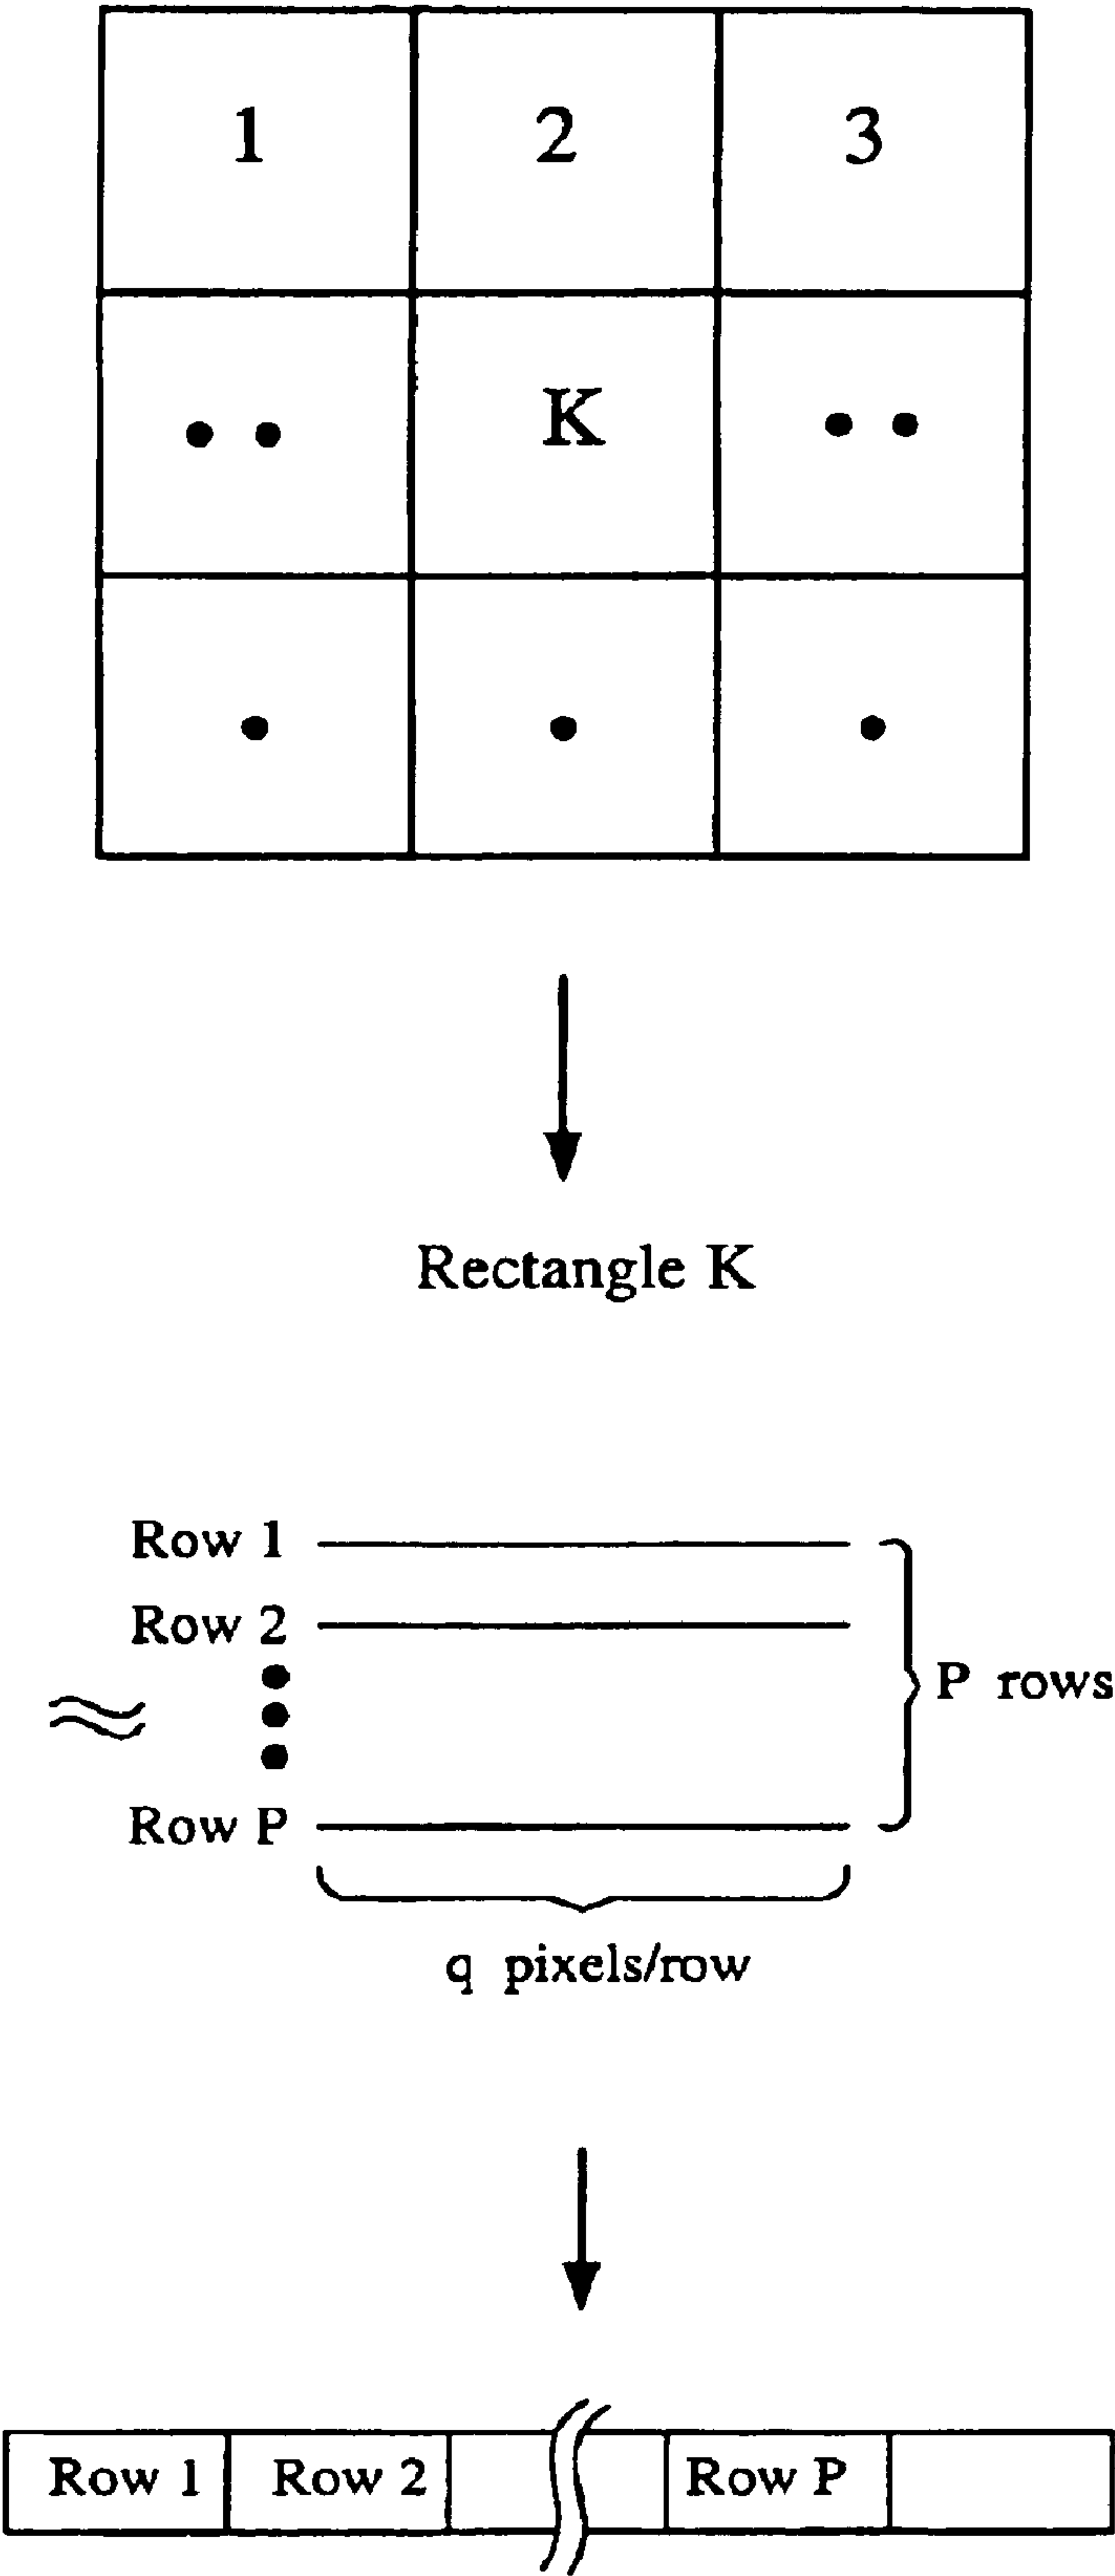 1 2 3
K
Rectangle K
Row 1
Row 2
P rows
Row P
q pixels/row
Row 1 Row 2 Row P